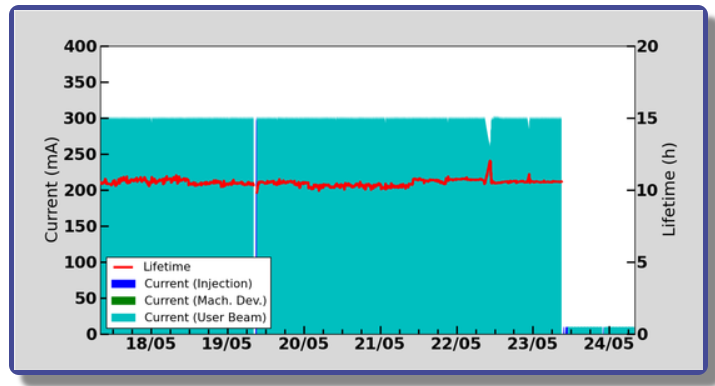 400
350
300
250
200
150
100
50
0
Current (mA)
20
15
10
5
0
Lifetime (h)
Lifetime
Current (Injection)
Current (Mach. Dev.)
Current (User Beam)
18/05 19/05 20/05 21/05 22/05 23/05 24/05